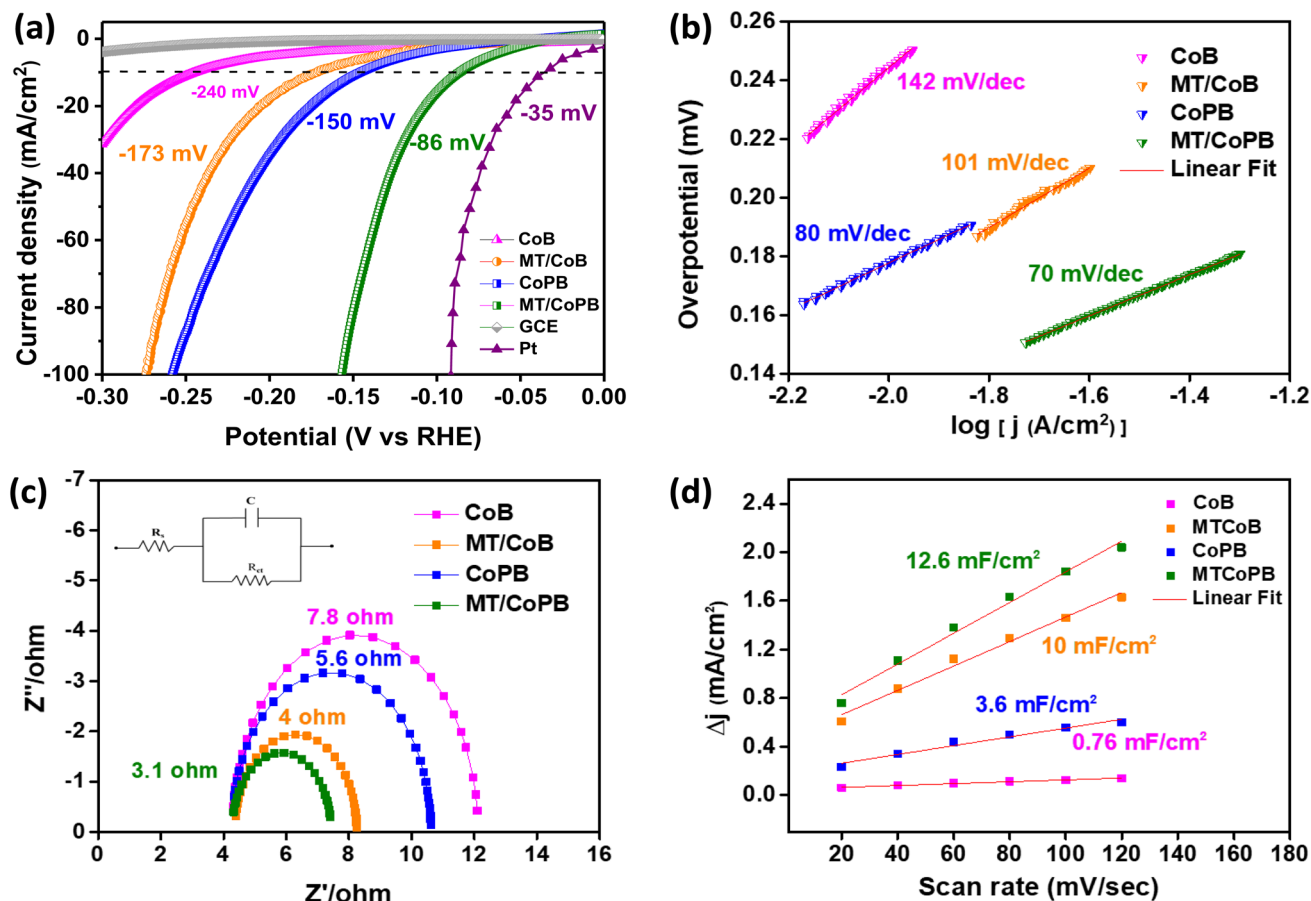 (a)
0
-20
-40
-60
-80
-100
Current density (mA/cm²)
-240 mV
-173 mV
-150 mV
-86 mV
-35 mV
CoB
MT/CoB
CoPB
MT/CoPB
GCE
Pt
-0.30
-0.25
-0.20
-0.15
-0.10
-0.05
0.00
Potential (V vs RHE)
(b)
0.26
0.24
0.22
0.20
0.18
0.16
0.14
Overpotential (mV)
142 mV/dec
101 mV/dec
80 mV/dec
70 mV/dec
CoB
MT/CoB
CoPB
MT/CoPB
Linear Fit
-2.2
-2.0
-1.8
-1.6
-1.4
-1.2
log [ j (A/cm²) ]
(c)
-7
-6
-5
-4
-3
-2
-1
0
Z''/ohm
C
Rs
Rct
CoB
MT/CoB
CoPB
MT/CoPB
7.8 ohm
5.6 ohm
4 ohm
3.1 ohm
0
2
4
6
8
10
12
14
16
Z'/ohm
(d)
2.4
2.0
1.6
1.2
0.8
0.4
0.0
Δj (mA/cm²)
CoB
MTCoB
CoPB
MTCoPB
Linear Fit
12.6 mF/cm²
10 mF/cm²
3.6 mF/cm²
0.76 mF/cm²
20
40
60
80
100
120
140
160
180
Scan rate (mV/sec)